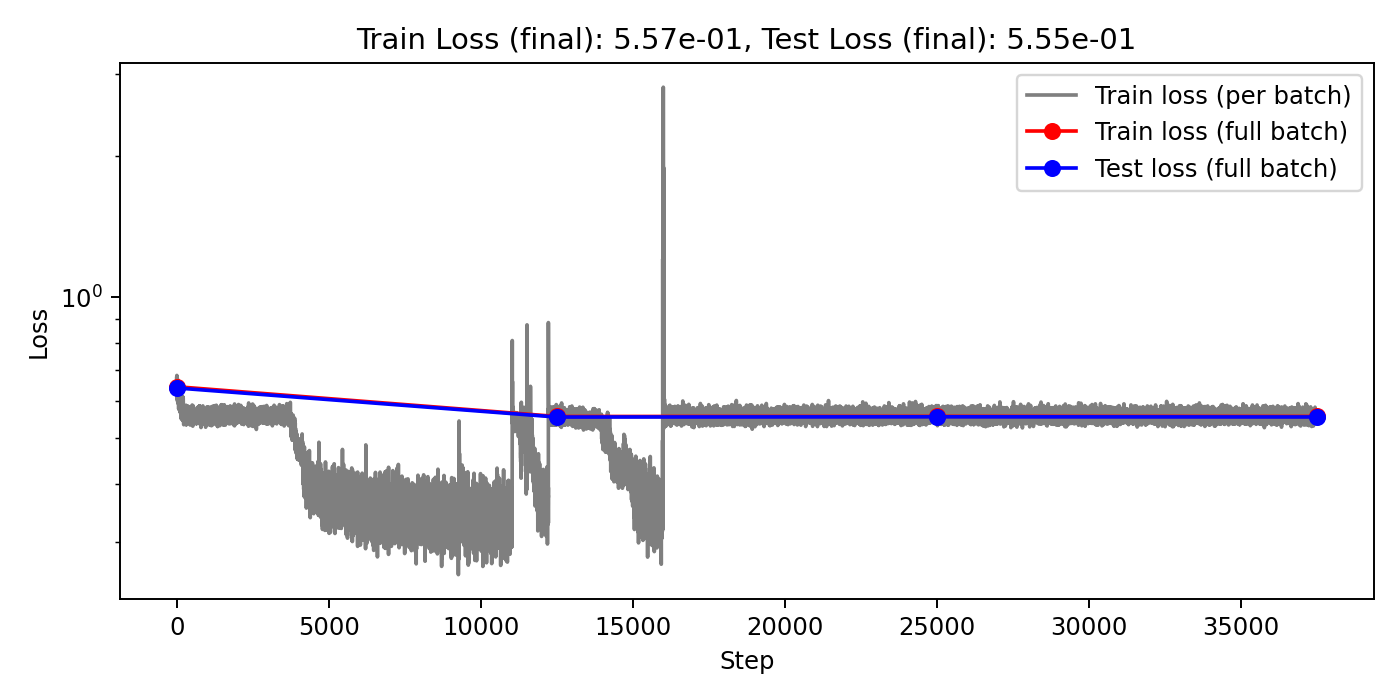 Train Loss (final): 5.57e-01, Test Loss (final): 5.55e-01
Train loss (per batch)
Train loss (full batch)
Test loss (full batch)
Loss
10⁰
0 5000 10000 15000 20000 25000 30000 35000
Step